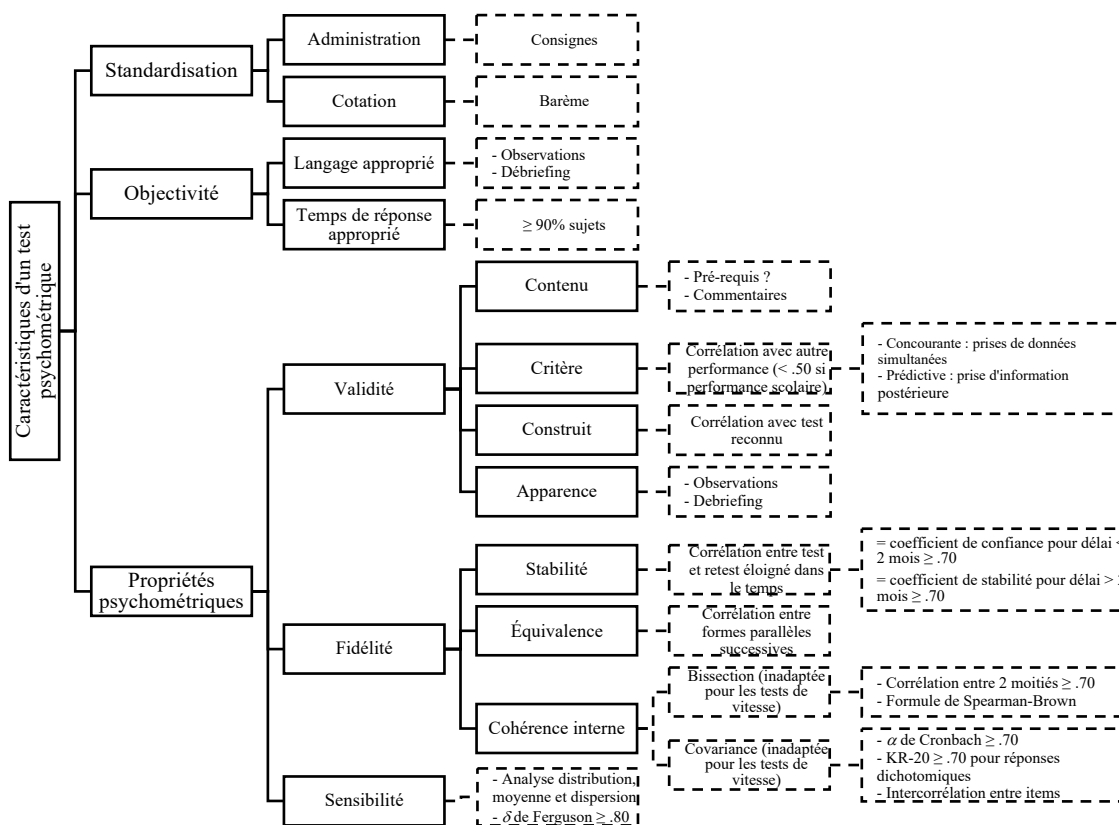 Caractéristiques d'un test
psychométrique
Standardisation
Administration
Consignes
Cotation
Barème
Objectivité
Langage approprié
- Observations
- Débriefing
Temps de réponse
approprié
≥ 90% sujets
Propriétés
psychométriques
Validité
Contenu
- Pré-requis ?
- Commentaires
Critère
Corrélation avec autre
performance (< .50 si
performance scolaire)
- Concourante : prises de données
simultanées
- Prédictive : prise d'information
postérieure
Construit
Corrélation avec test
reconnu
Apparence
- Observations
- Debriefing
Fidélité
Stabilité
Corrélation entre test
et retest éloigné dans
le temps
= coefficient de confiance pour délai <
2 mois ≥ .70
= coefficient de stabilité pour délai >
mois ≥ .70
Équivalence
Corrélation entre
formes parallèles
successives
Cohérence interne
Bissection (inadaptée
pour les tests de
vitesse)
- Corrélation entre 2 moitiés ≥ .70
- Formule de Spearman-Brown
Covariance (inadaptée
pour les tests de
vitesse)
- α de Cronbach ≥ .70
- KR-20 ≥ .70 pour réponses
dichotomiques
- Intercorrélation entre items
Sensibilité
- Analyse distribution,
moyenne et dispersion
- δ de Ferguson ≥ .80